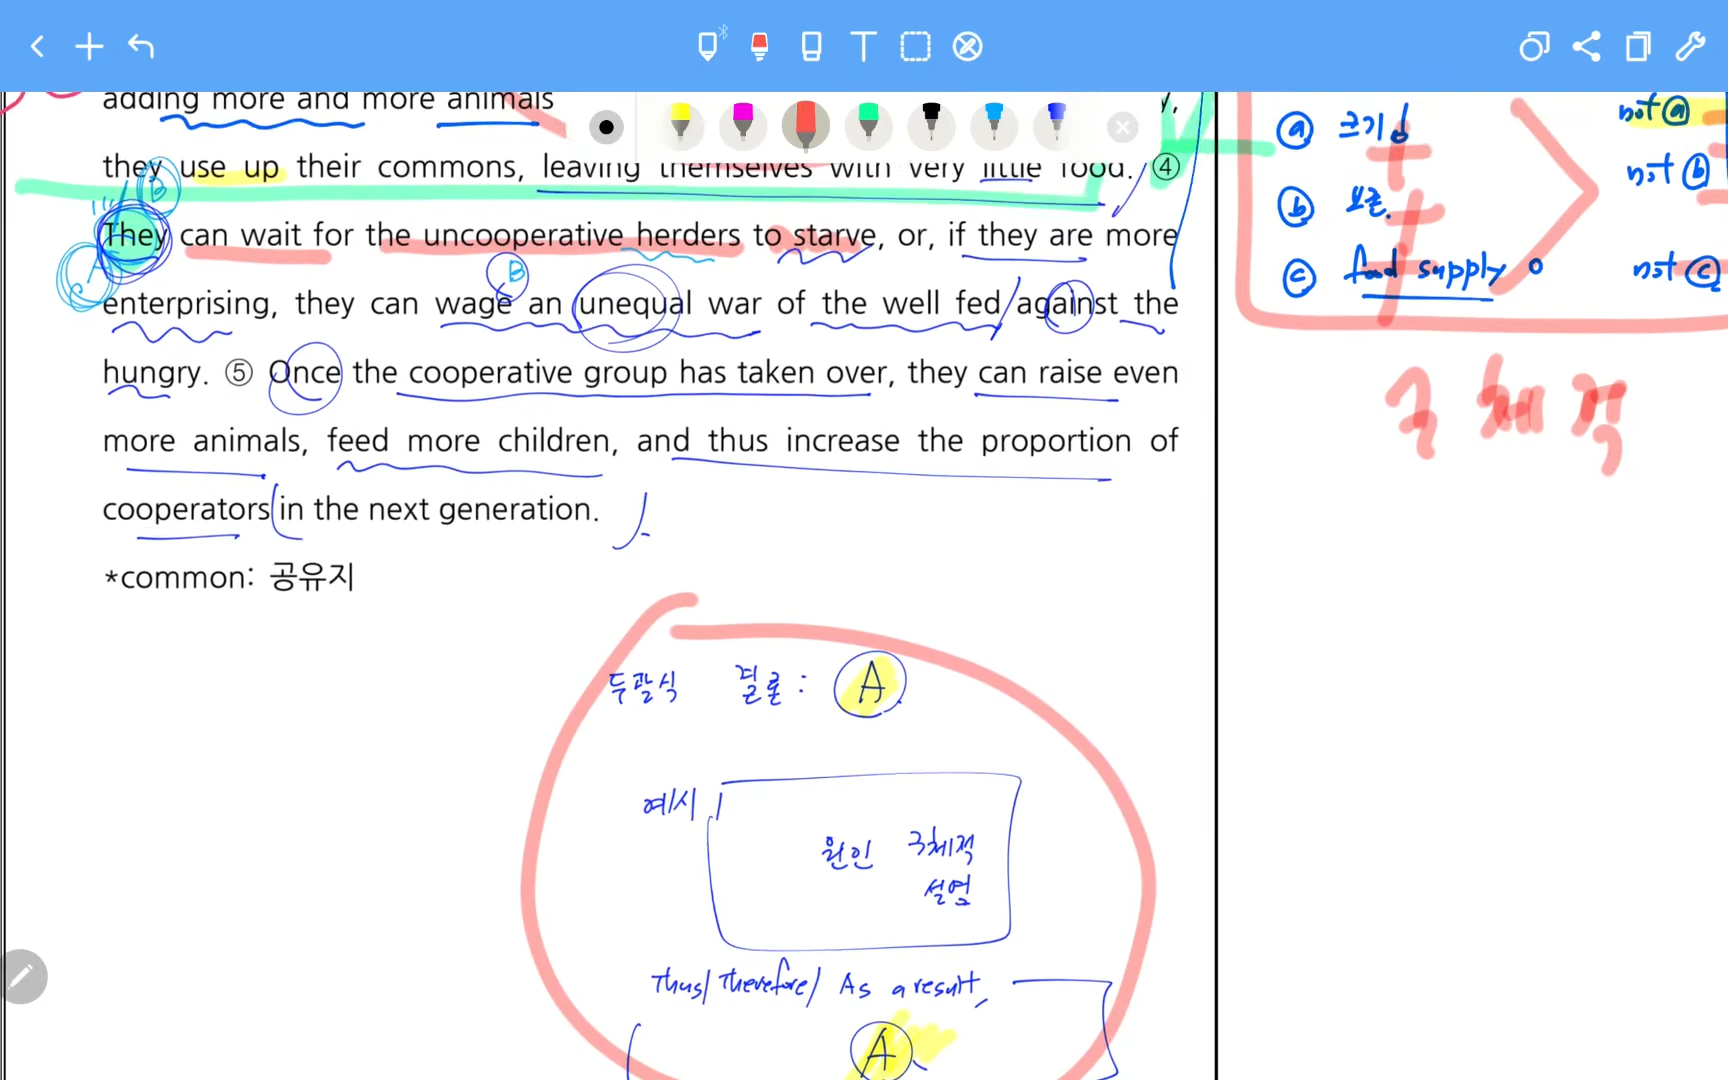 adding more and more animals
y,
they use up their commons, leaving themselves with very little food. ④
They can wait for the uncooperative herders to starve, or, if they are more
enterprising, they can wage an unequal war of the well fed against the
hungry. ⑤ Once the cooperative group has taken over, they can raise even
more animals, feed more children, and thus increase the proportion of
cooperators in the next generation.
*common: 공유지
B
B
두괄식 결론: A
예시
원인 구체적
설명
Thus/Therefore/ As a result,
A
ⓐ 크기
not ⓐ
ⓑ
not ⓑ
ⓒ food supply
not ⓒ
구체적